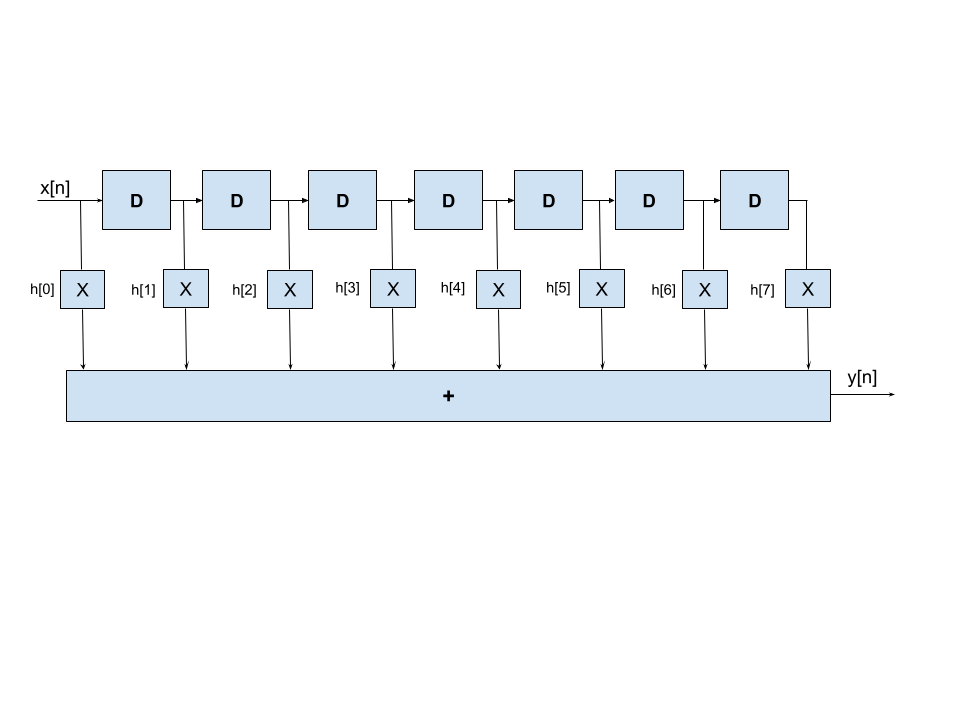 x[n]
D D D D D D D
h[0] X h[1] X h[2] X h[3] X h[4] X h[5] X h[6] X h[7] X
+
y[n]